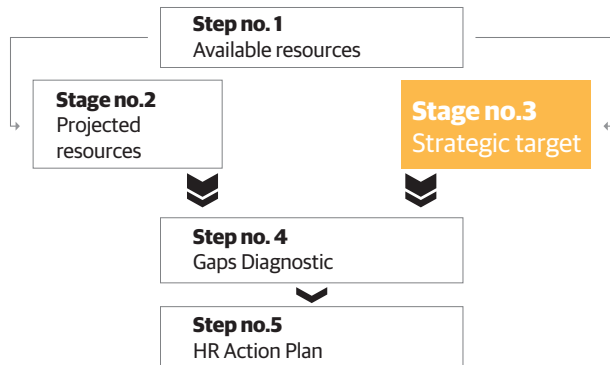 Step no. 1
Available resources
Stage no.2
Projected
resources
Stage no.3
Strategic target
Step no. 4
Gaps Diagnostic
Step no.5
HR Action Plan